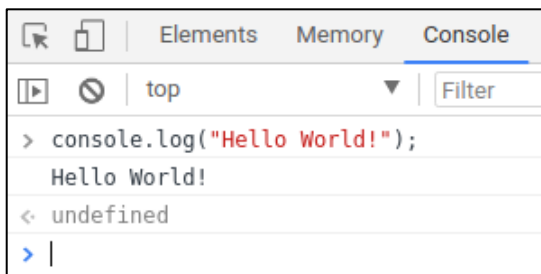 Elements Memory Console
top Filter
> console.log("Hello World!");
Hello World!
undefined
>